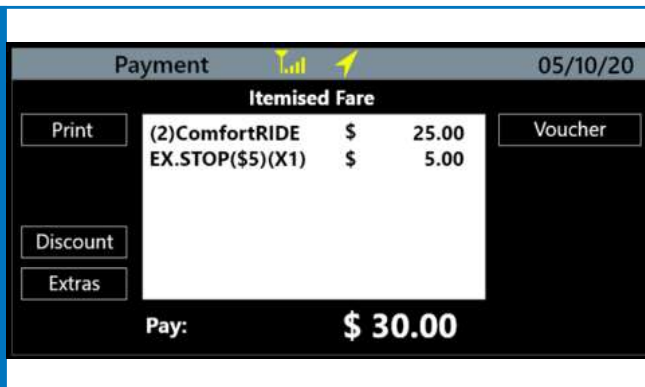 Payment 05/10/20
Itemised Fare
Print
(2)ComfortRIDE $ 25.00
Voucher
EX.STOP($5)(X1) $ 5.00
Discount
Extras
Pay: $ 30.00